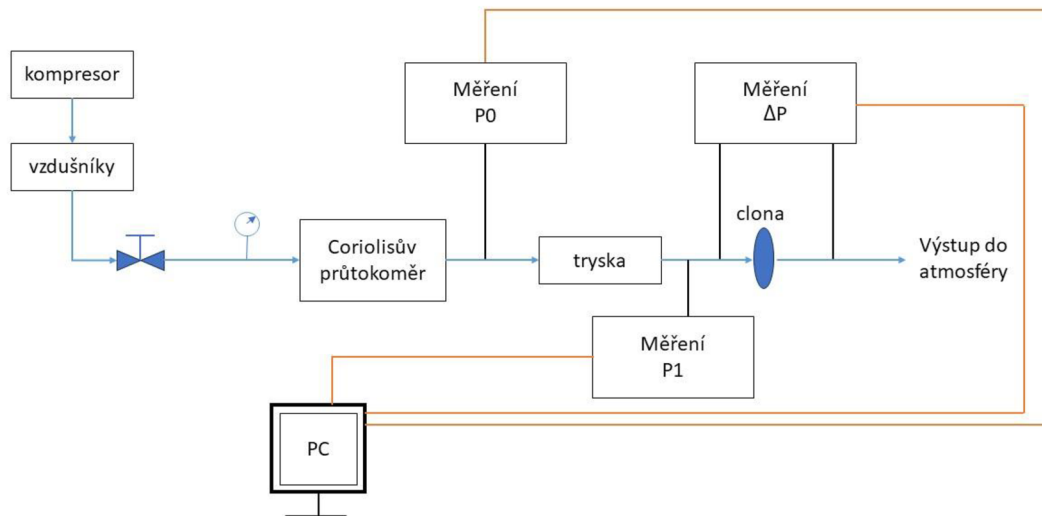 kompresor
vzdušníky
Měření
P0
Měření
ΔP
clona
Coriolisův
průtokoměr
tryska
Výstup do
atmosféry
Měření
P1
PC